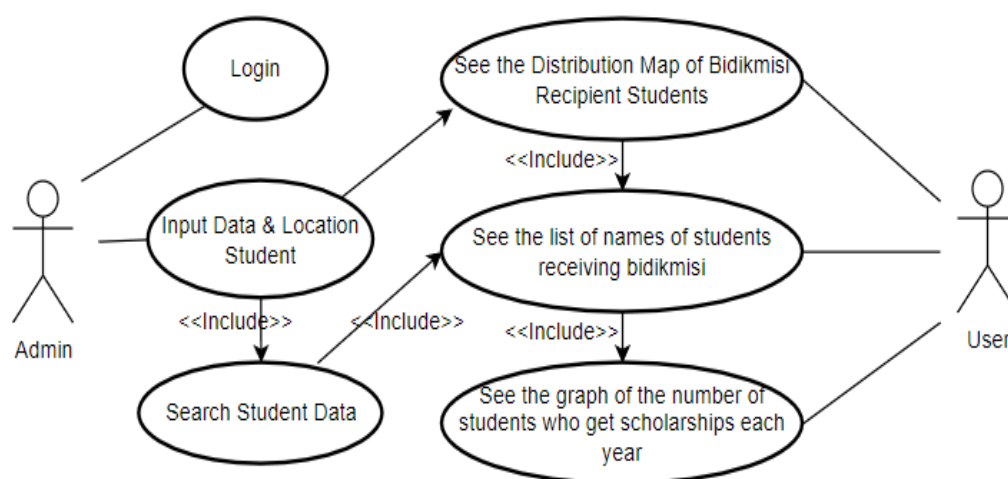 Login
See the Distribution Map of Bidikmisi
Recipient Students
<<Include>>
Input Data & Location
Student
See the list of names of students
receiving bidikmisi
<<Include>>
<<Include>>
<<Include>>
Admin
User
Search Student Data
See the graph of the number of
students who get scholarships each
year